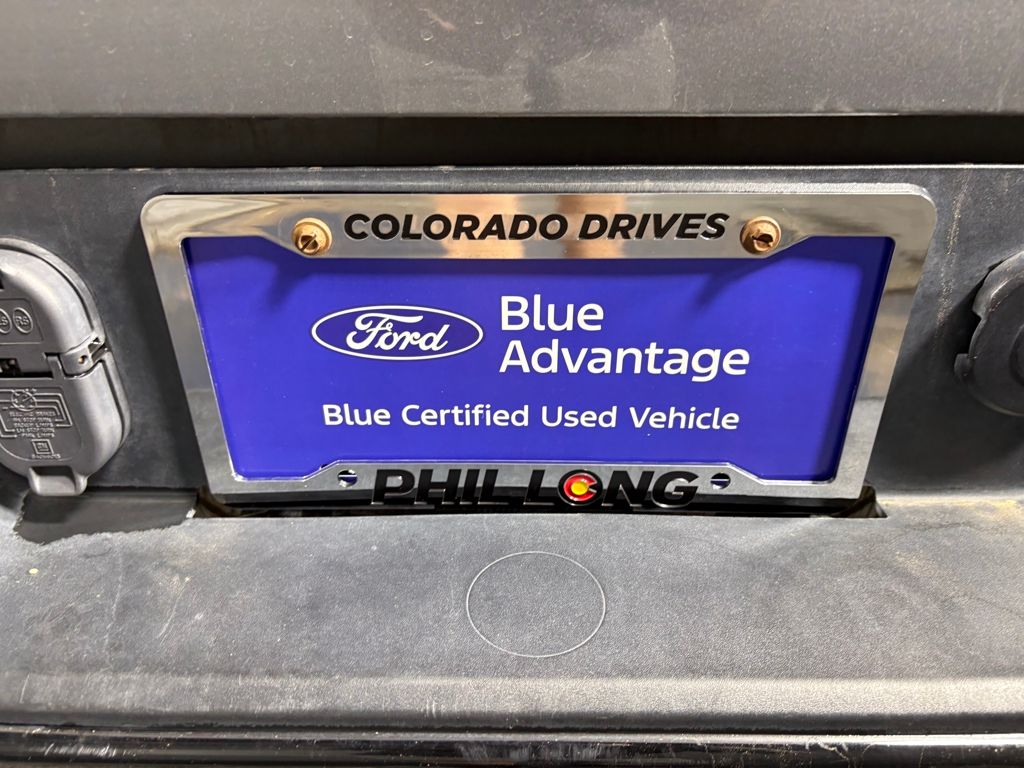 COLORADO DRIVES
Ford
Blue
Advantage
Blue Certified Used Vehicle
PHIL LONG